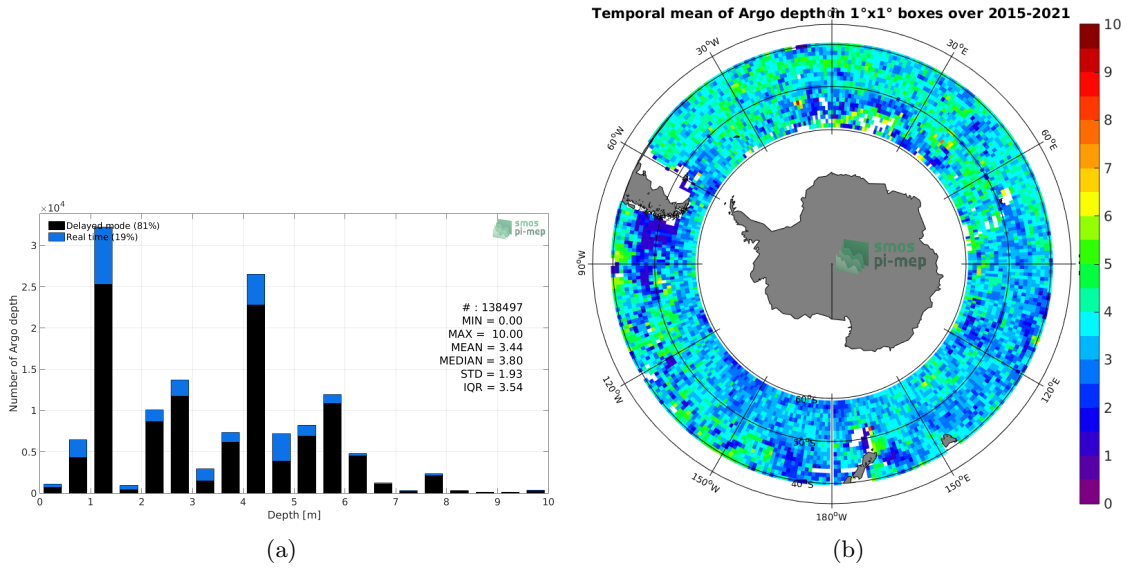 Temporal mean of Argo depth in 1°x1° boxes over 2015-2021
×10⁴
Delayed mode (81%)
Real time (19%)
smos
pi-mep
# : 138497
MIN = 0.00
MAX = 10.00
MEAN = 3.44
MEDIAN = 3.80
STD = 1.93
IQR = 3.54
Number of Argo depth
3
2.5
2
1.5
1
0.5
0
0 1 2 3 4 5 6 7 8 9 10
Depth [m]
(a)
30°W
30°E
60°W
60°E
90°W
120°W
120°E
150°W
150°E
180°W
60°S
50°S
40°S
smos
pi-mep
10
9
8
7
6
5
4
3
2
1
0
(b)